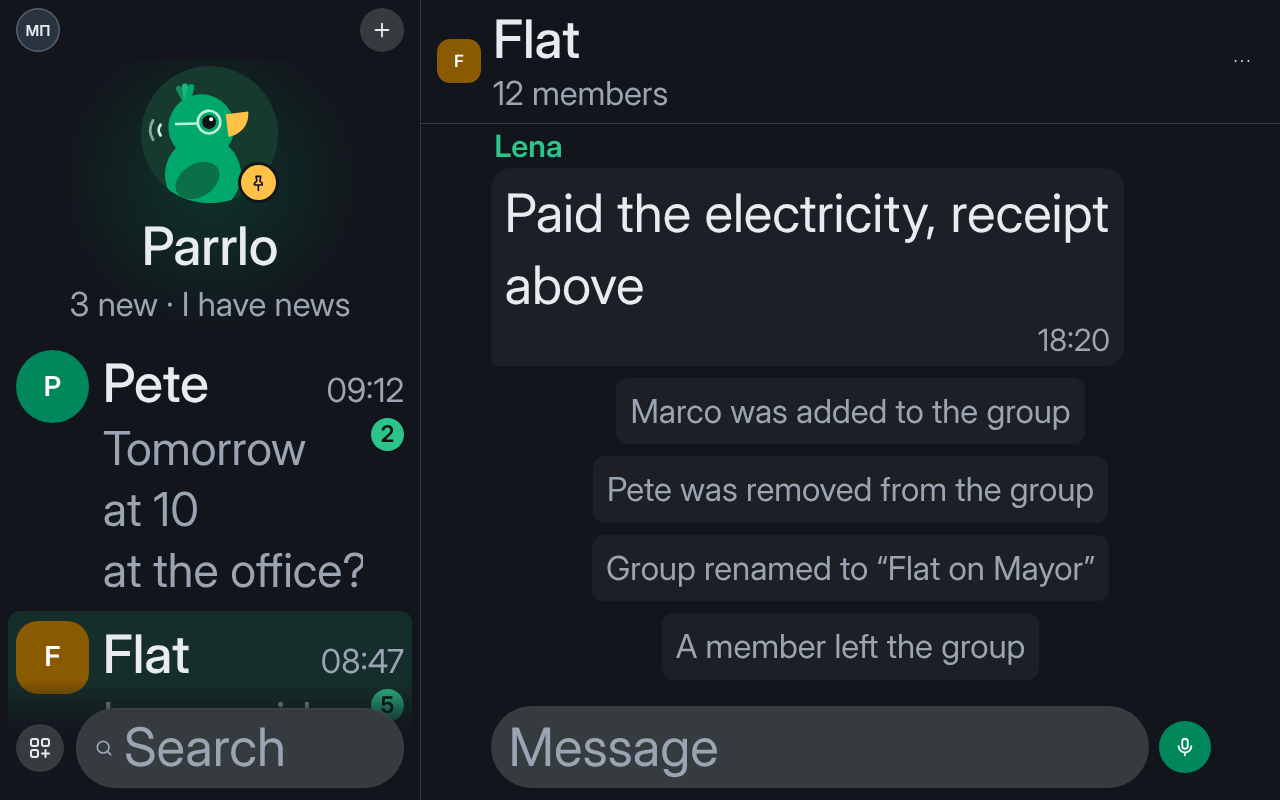 МП
Parrlo
3 new · I have news
P
Pete
09:12
Tomorrow
2
at 10
at the office?
F
Flat
08:47
5
Search
F
Flat
12 members
Lena
Paid the electricity, receipt
above
18:20
Marco was added to the group
Pete was removed from the group
Group renamed to “Flat on Mayor”
A member left the group
Message